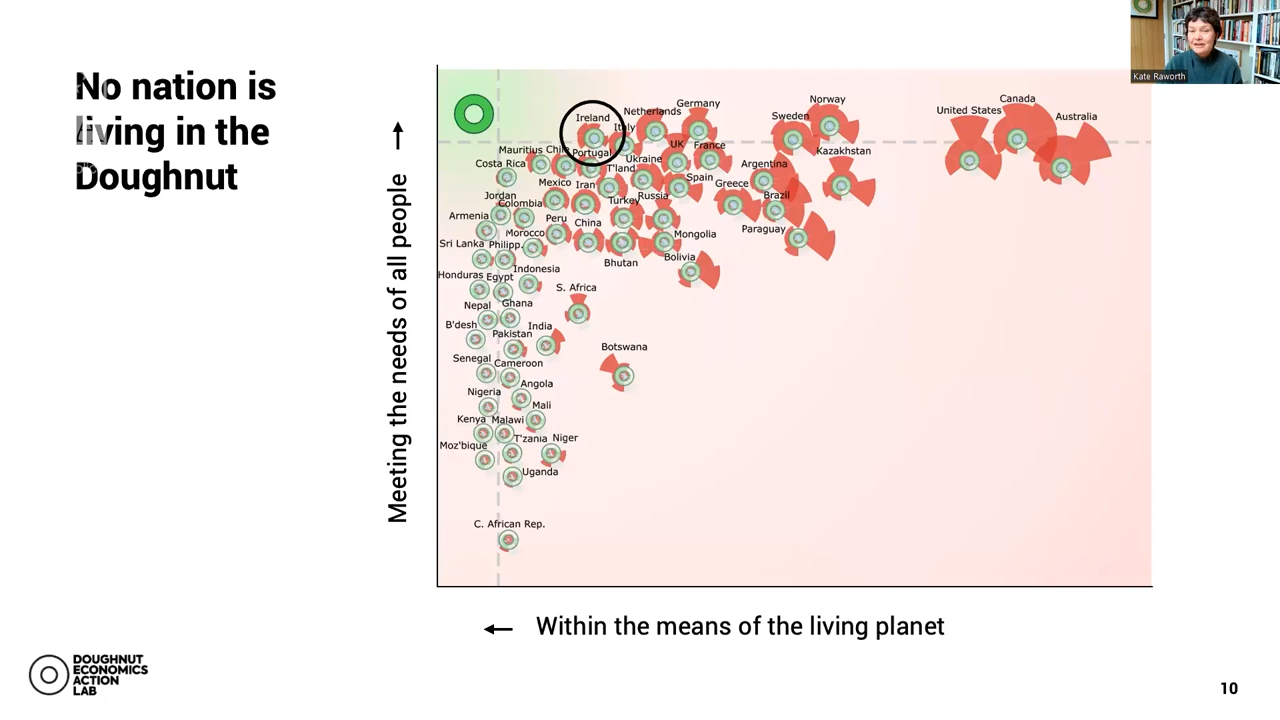 No nation is
living in the
Doughnut
Kate Raworth
Meeting the needs of all people
Within the means of the living planet
Ireland
Italy
Netherlands
Germany
Norway
Sweden
United States
Canada
Australia
Mauritius
Chile
Portugal
UK
France
Kazakhstan
Costa Rica
T'land
Ukraine
Spain
Argentina
Mexico
Iran
Russia
Greece
Brazil
Jordan
Colombia
Turkey
Armenia
Morocco
Peru
China
Mongolia
Paraguay
Sri Lanka
Philipp.
Bhutan
Bolivia
Honduras
Egypt
Indonesia
S. Africa
Nepal
Ghana
B'desh
Pakistan
India
Botswana
Senegal
Cameroon
Angola
Nigeria
Mali
Kenya
Malawi
T'zania
Niger
Moz'bique
Uganda
C. African Rep.
DOUGHNUT
ECONOMICS
ACTION
LAB
10